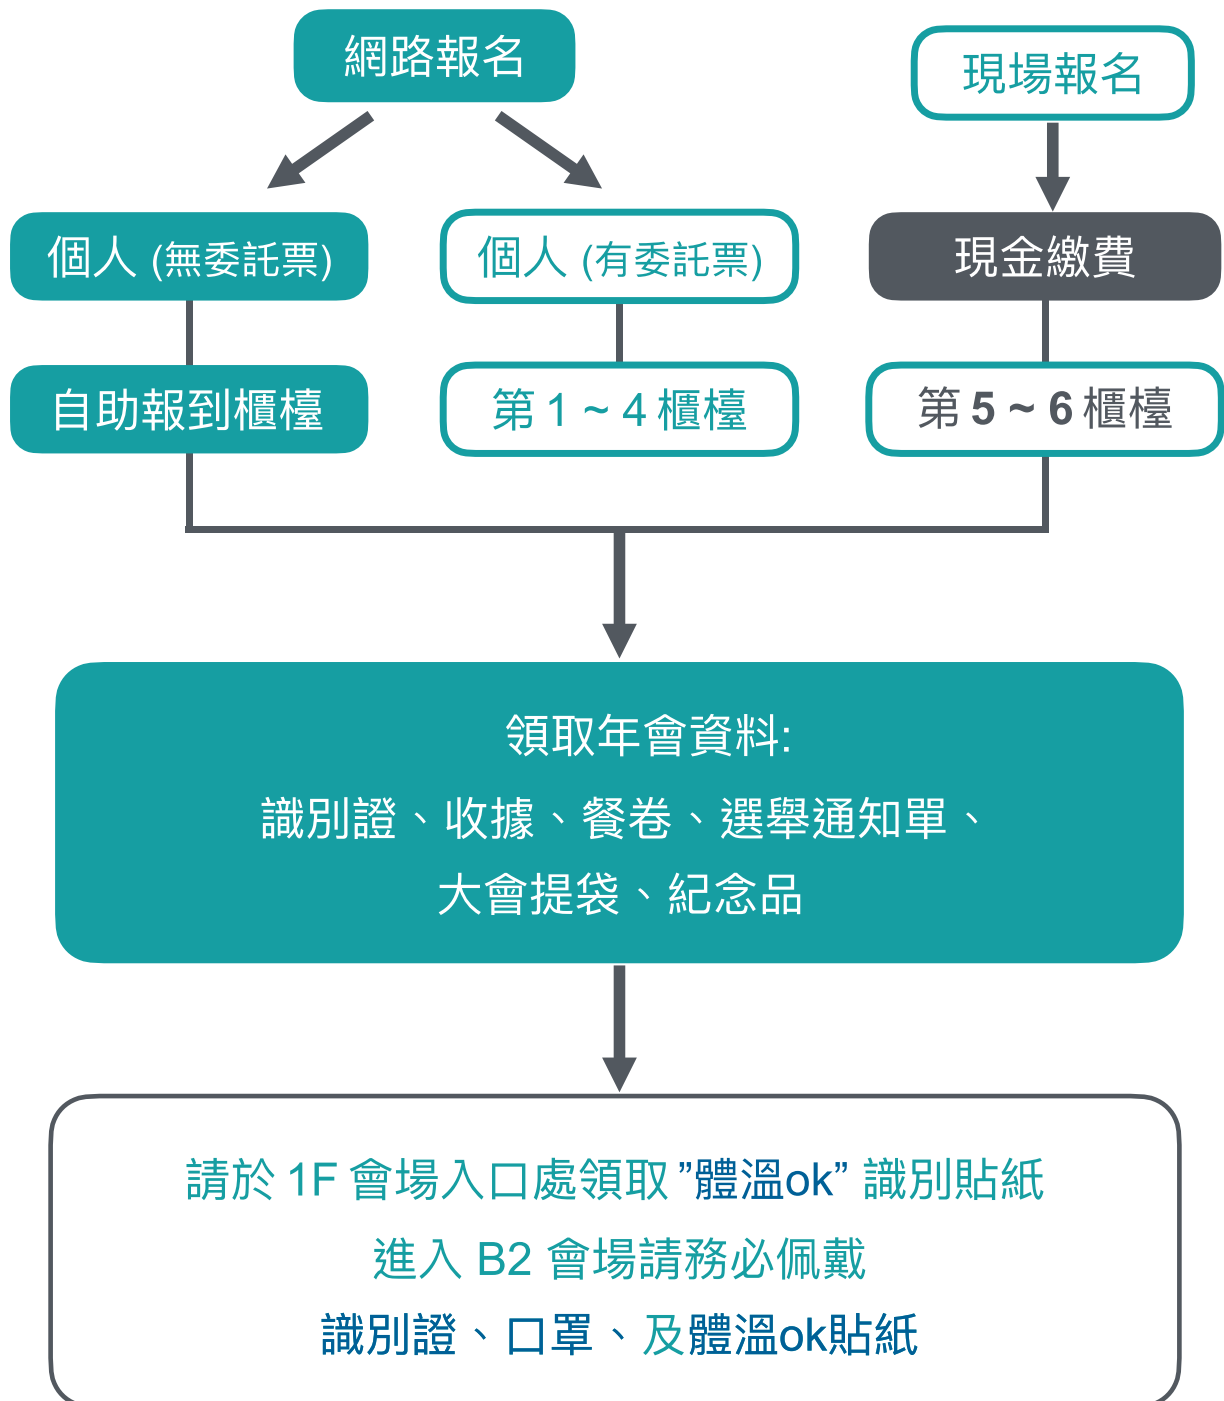 網路報名
現場報名
個人 (無委託票)
個人 (有委託票)
現金繳費
自助報到櫃檯
第 1 ~ 4 櫃檯
第 5 ~ 6 櫃檯
領取年會資料:
識別證、收據、餐卷、選舉通知單、
大會提袋、紀念品
請於 1F 會場入口處領取 ”體溫ok” 識別貼紙
進入 B2 會場請務必佩戴
識別證、口罩、及體溫ok貼紙